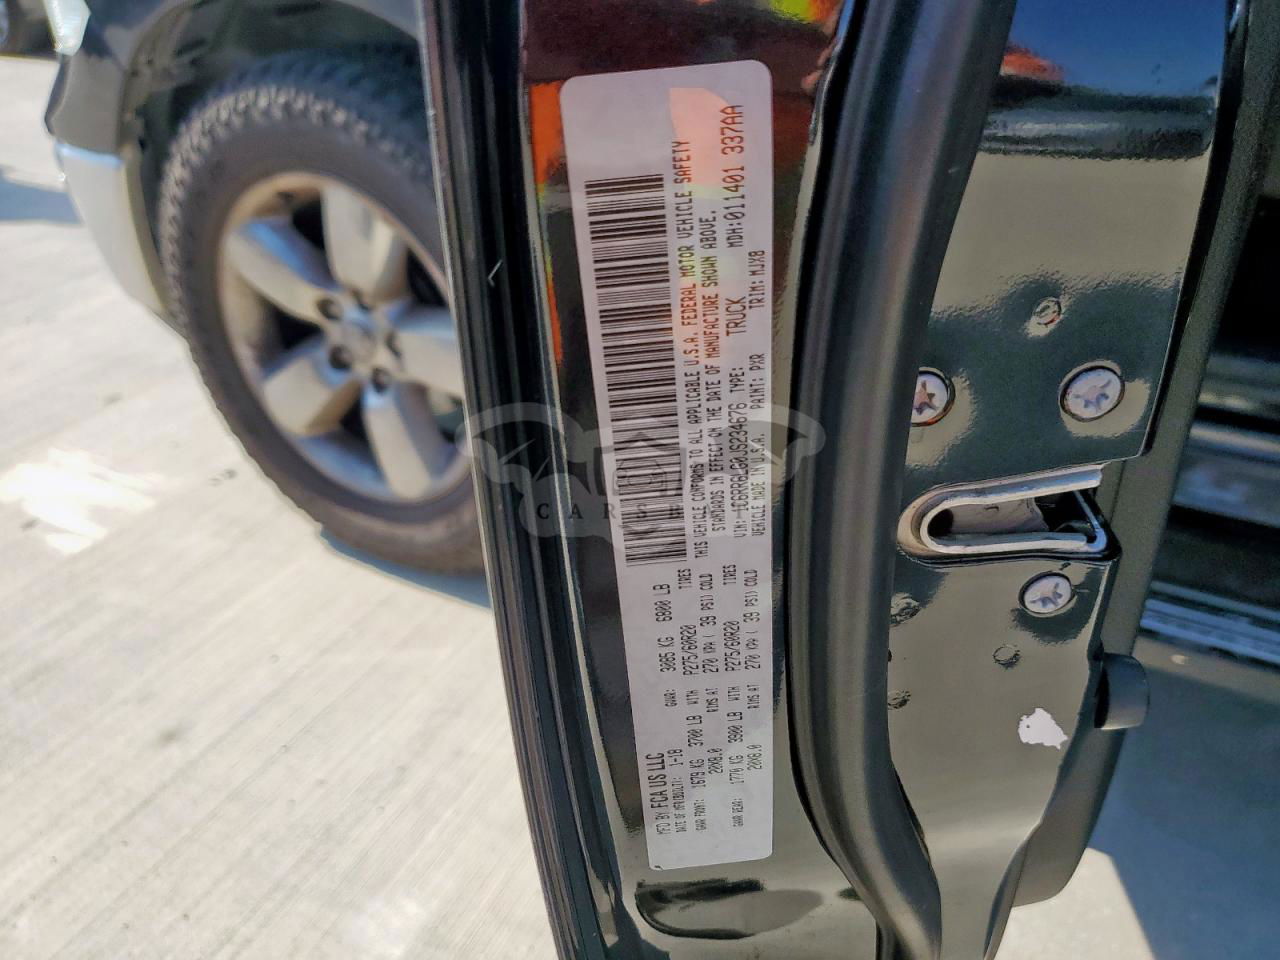 MFD BY FCA US LLC
DATE OF MFR(BUILT): 1-18 GVWR: 3085 KG 6800 LB
GAWR FRONT: 1679 KG 3700 LB WITH P275/60R20 TIRES
20X8.0 RIMS AT 270 KPA ( 39 PSI) COLD
GAWR REAR: 1770 KG 3900 LB WITH P275/60R20 TIRES
20X8.0 RIMS AT 270 KPA ( 39 PSI) COLD
THIS VEHICLE CONFORMS TO ALL APPLICABLE U.S.A. FEDERAL MOTOR VEHICLE SAFETY
STANDARDS IN EFFECT ON THE DATE OF MANUFACTURE SHOWN ABOVE.
VIN: 1C6RR6LG0JS234676 TYPE: TRUCK MDH:011401 337AA
VEHICLE MADE IN U.S.A. PAINT: PXR TRIM: MJX8